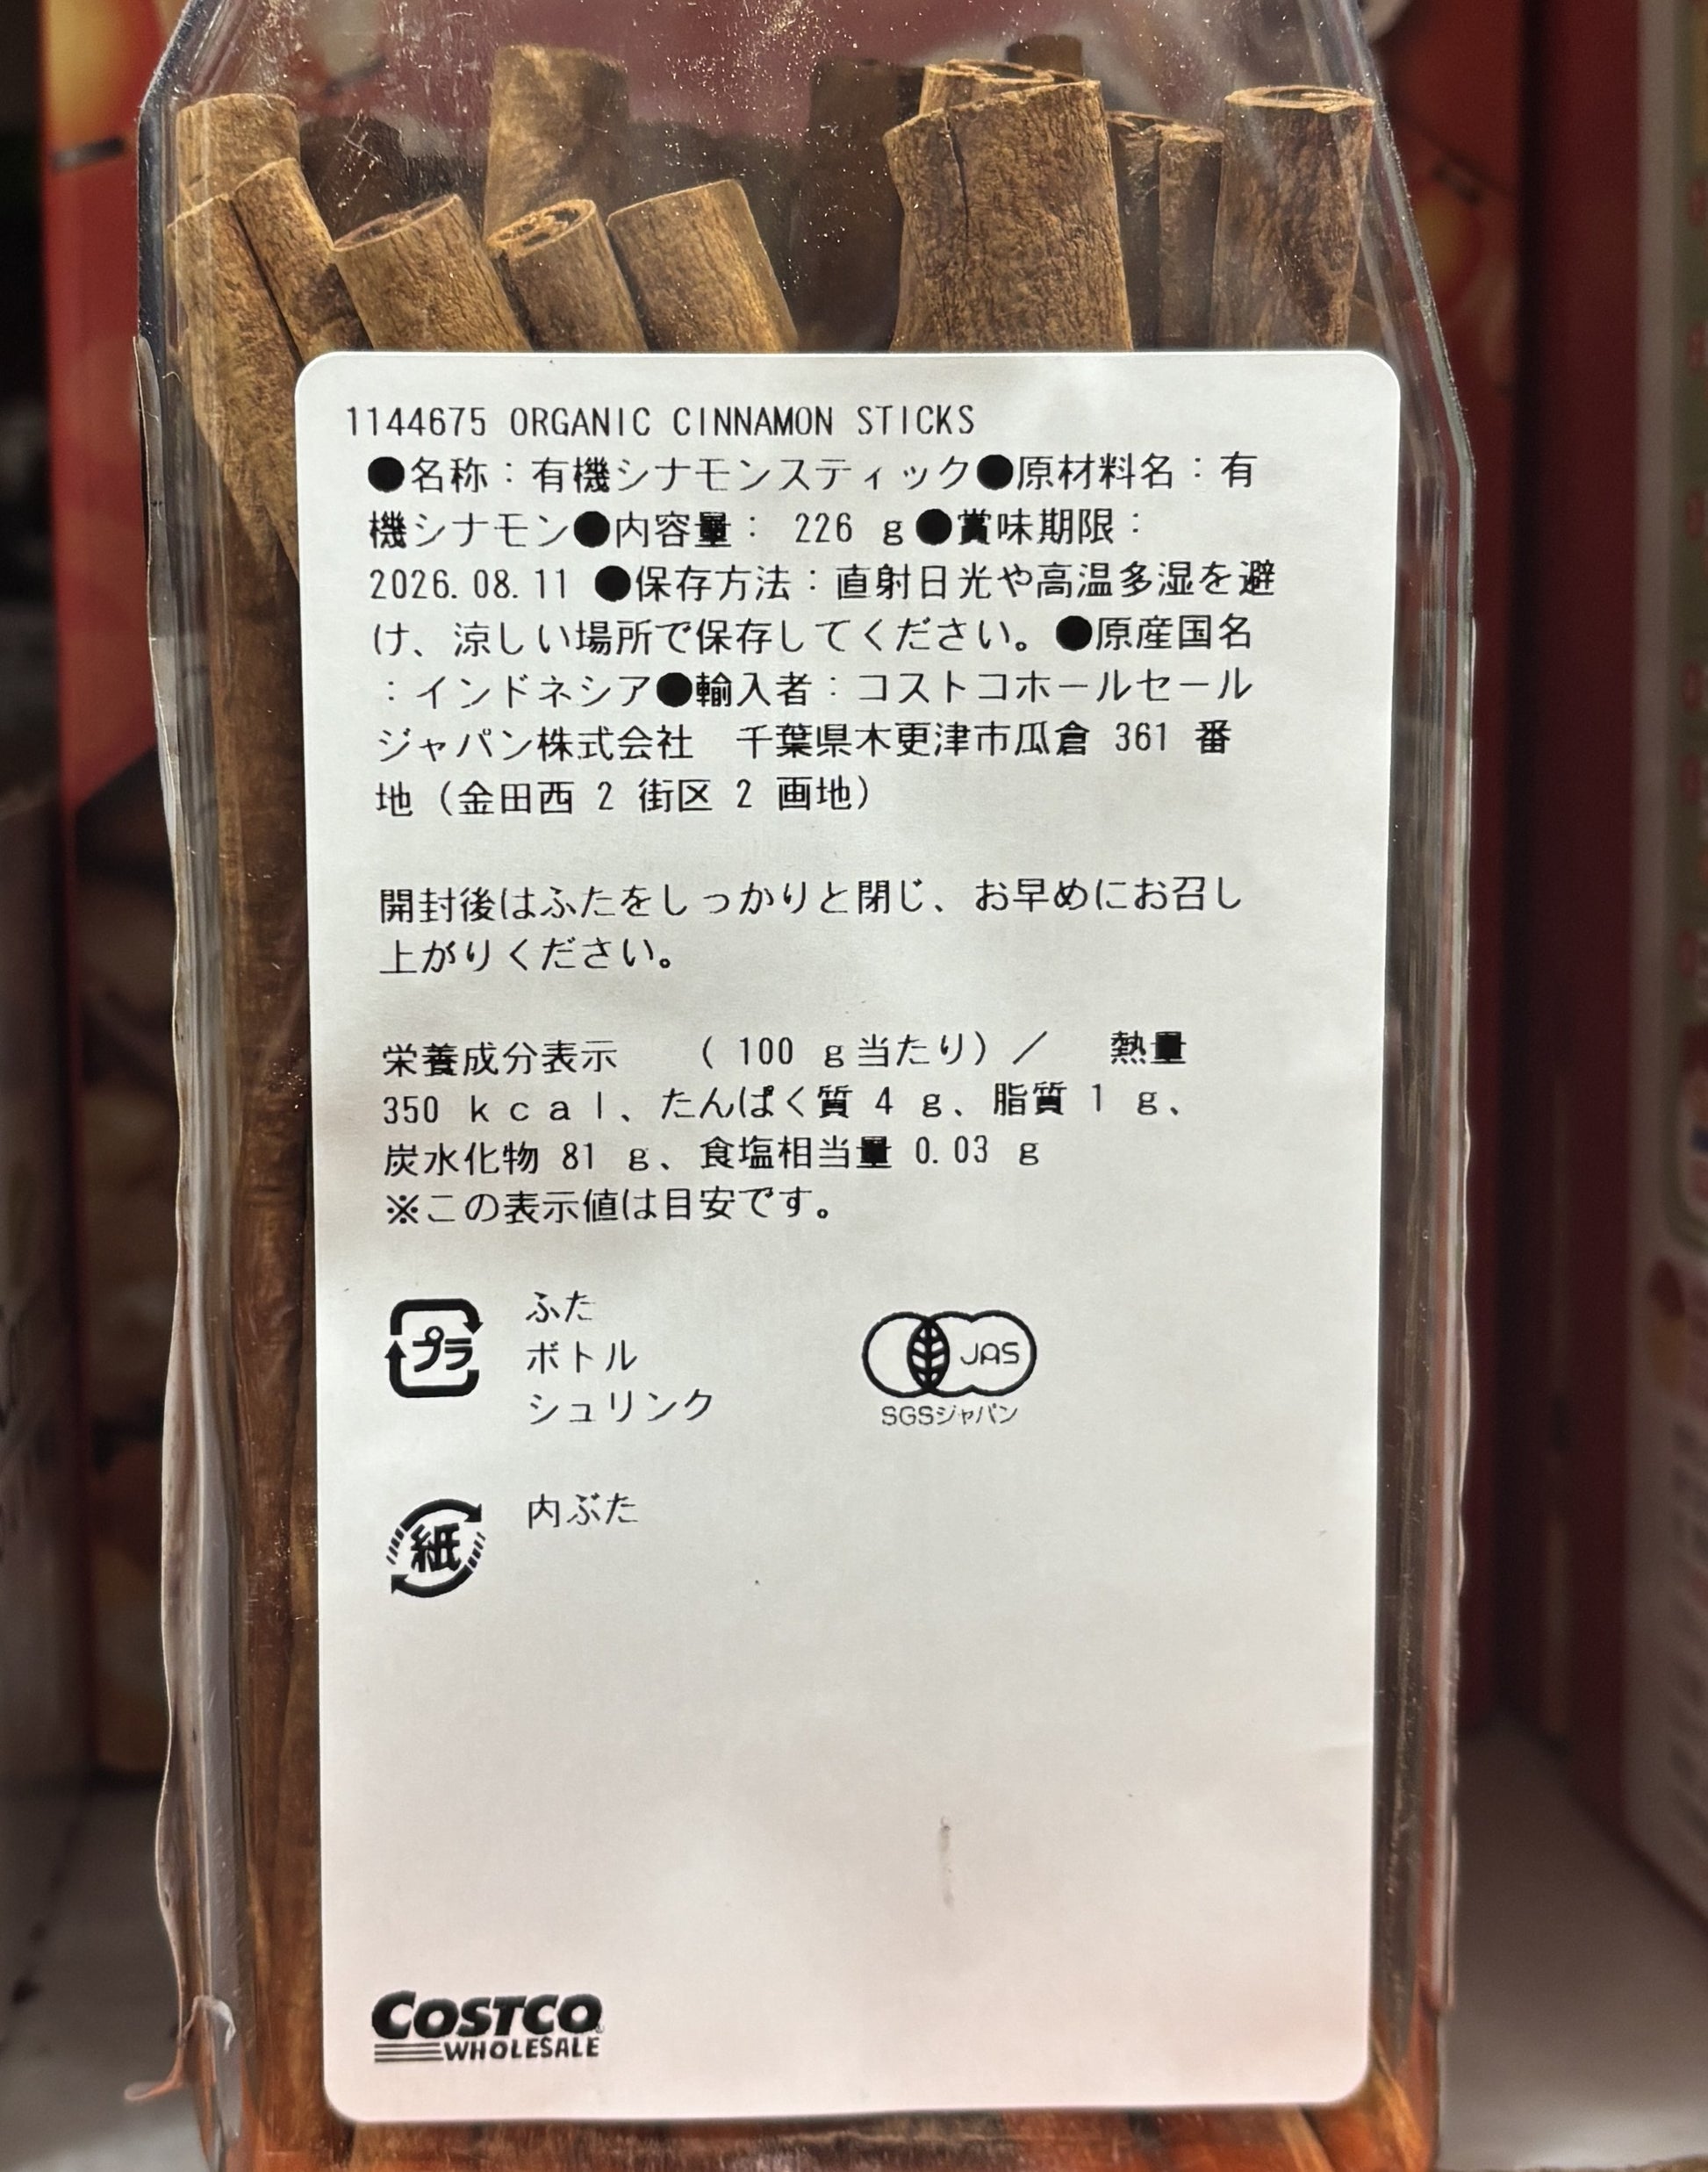 1144675 ORGANIC CINNAMON STICKS
●名称：有機シナモンスティック●原材料名：有
機シナモン●内容量： 226 ｇ●賞味期限：
2026.08.11 ●保存方法：直射日光や高温多湿を避
け、涼しい場所で保存してください。●原産国名
：インドネシア●輸入者：コストコホールセール
ジャパン株式会社　千葉県木更津市瓜倉 361 番
地（金田西 2 街区 2 画地）
開封後はふたをしっかりと閉じ、お早めにお召し
上がりください。
栄養成分表示　（ 100 ｇ当たり）／　熱量
350 ｋｃａｌ、たんぱく質 4 ｇ、脂質 1 ｇ、
炭水化物 81 ｇ、食塩相当量 0.03 ｇ
※この表示値は目安です。
プラ
ふた
ボトル
シュリンク
JAS
SGSジャパン
紙
内ぶた
COSTCO
WHOLESALE